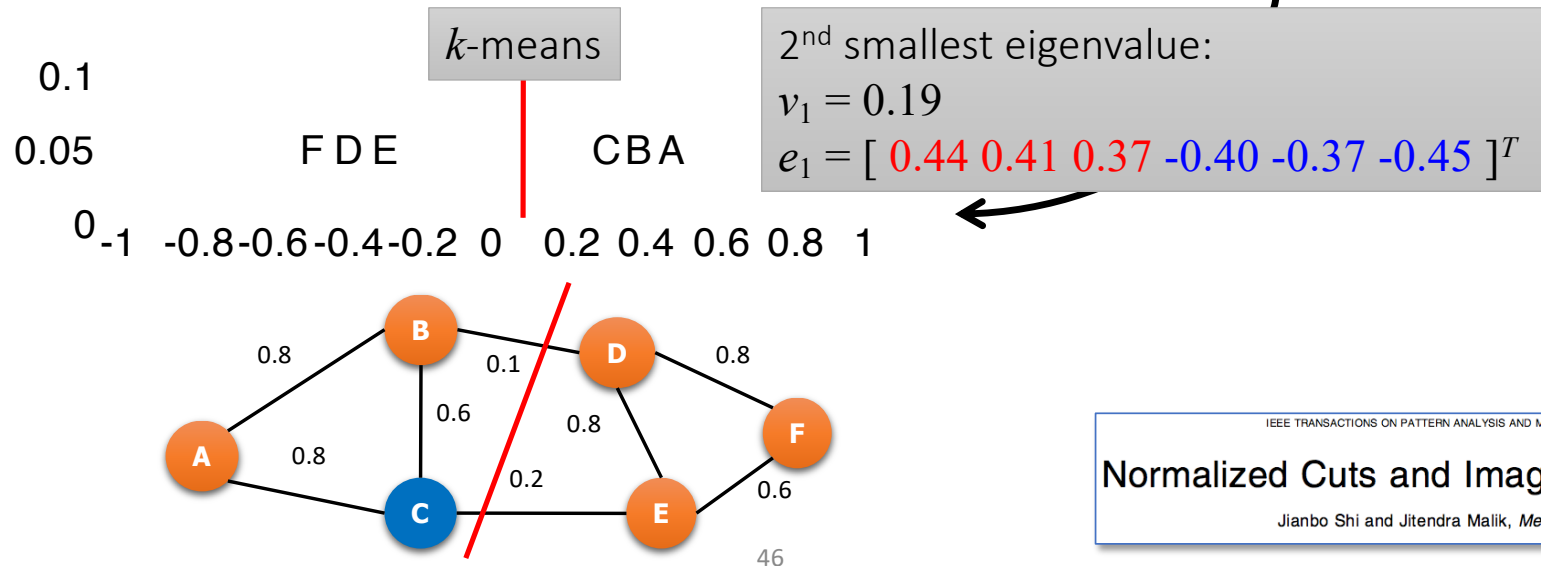 k-means
0.1
0.05
F D E
C B A
0
-1 -0.8 -0.6 -0.4 -0.2 0 0.2 0.4 0.6 0.8 1
2nd smallest eigenvalue:
v1 = 0.19
e1 = [ 0.44 0.41 0.37 -0.40 -0.37 -0.45 ]T
B
0.8
0.1
D
0.8
0.6
0.8
F
A
0.8
0.2
0.6
C
E
46
IEEE TRANSACTIONS ON PATTERN ANALYSIS AND M
Normalized Cuts and Imag
Jianbo Shi and Jitendra Malik, Me